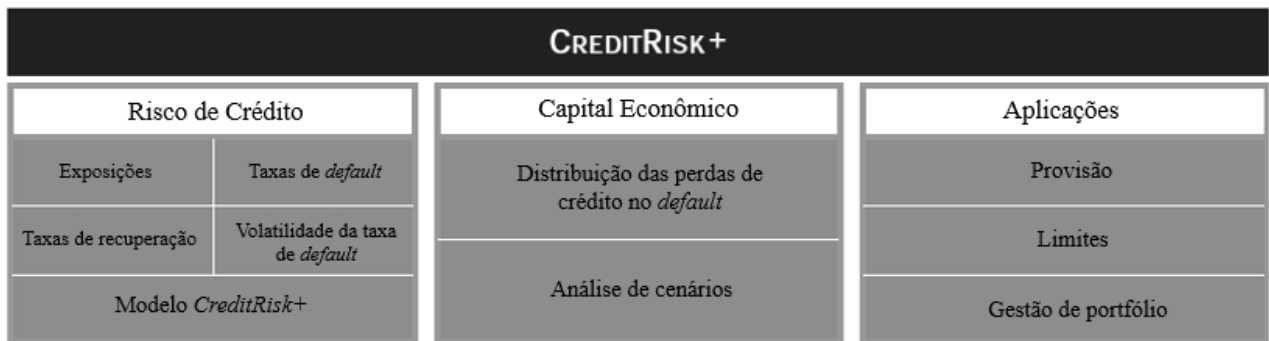 CREDITRISK+
Risco de Crédito
Exposições
Taxas de default
Taxas de recuperação
Volatilidade da taxa
de default
Modelo CreditRisk+
Capital Econômico
Distribuição das perdas de
crédito no default
Análise de cenários
Aplicações
Provisão
Limites
Gestão de portfólio